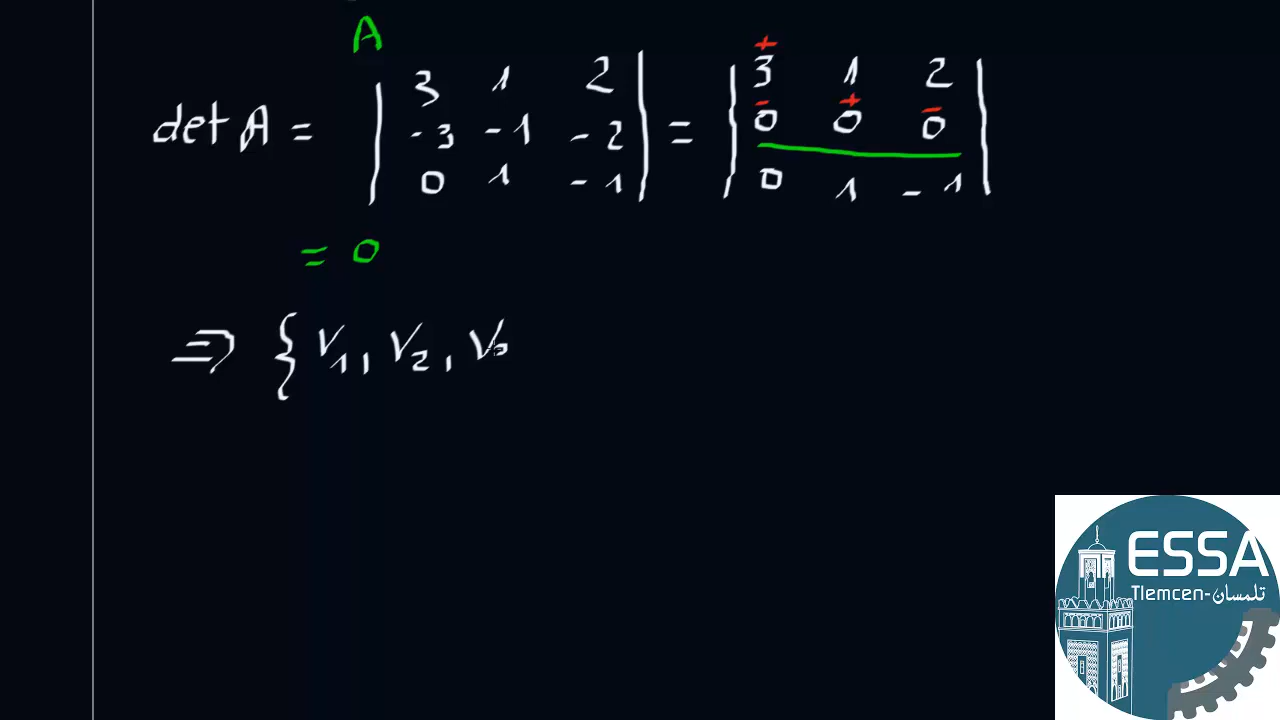 A
det A = | 3 1 2 | = | 3 1 2 |
| -3 -1 -2 | | 0 0 0 |
| 0 1 -1 | | 0 1 -1 |
+
- + -
= 0
⇒ { V1, V2, V
ESSA
Tlemcen-تلمسان